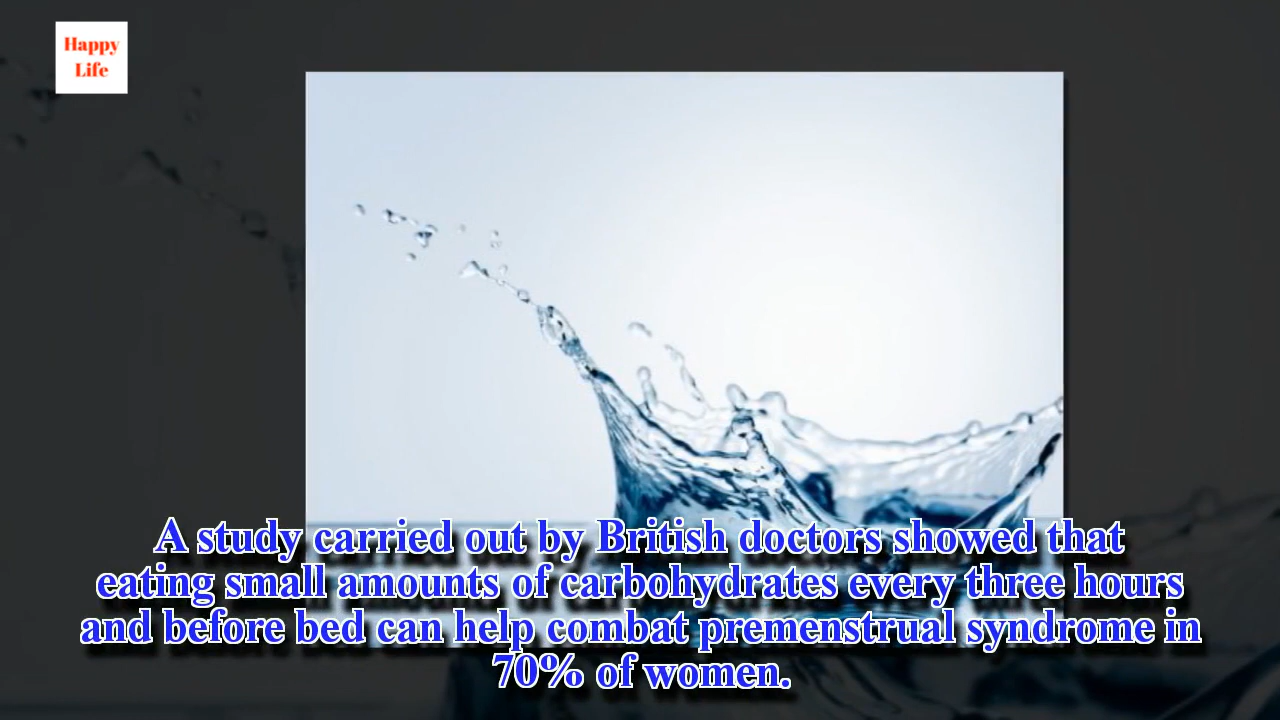 Happy
Life
A study carried out by British doctors showed that
eating small amounts of carbohydrates every three hours
and before bed can help combat premenstrual syndrome in
70% of women.